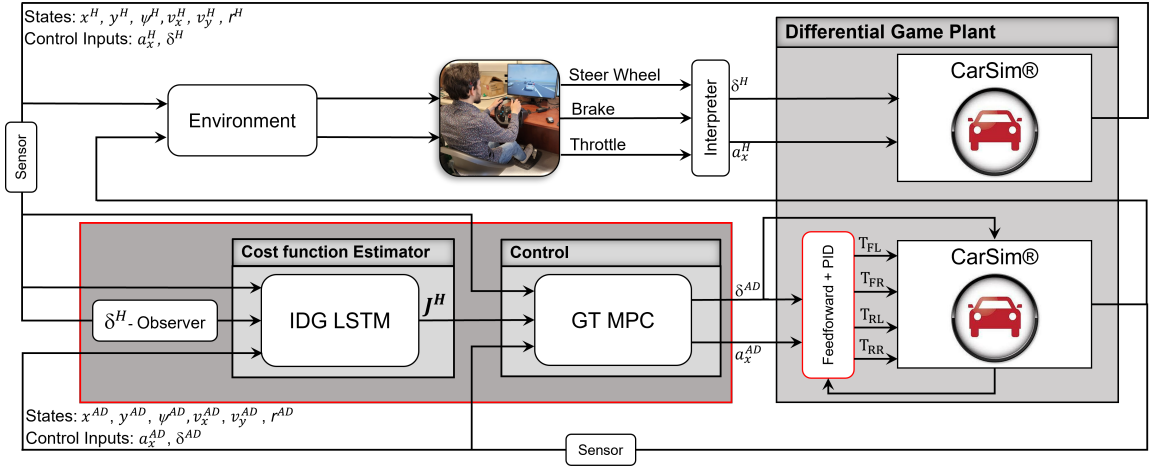 States: x^H, y^H, ψ^H, v_x^H, v_y^H, r^H
Control Inputs: a_x^H, δ^H
Differential Game Plant
CarSim®
Steer Wheel
Brake
Throttle
Interpreter
δ^H
a_x^H
Environment
Sensor
Cost function Estimator
Control
δ^H - Observer
IDG LSTM
J^H
GT MPC
δ^AD
a_x^AD
Feedforward + PID
T_FL
T_FR
T_RL
T_RR
CarSim®
States: x^AD, y^AD, ψ^AD, v_x^AD, v_y^AD, r^AD
Control Inputs: a_x^AD, δ^AD
Sensor